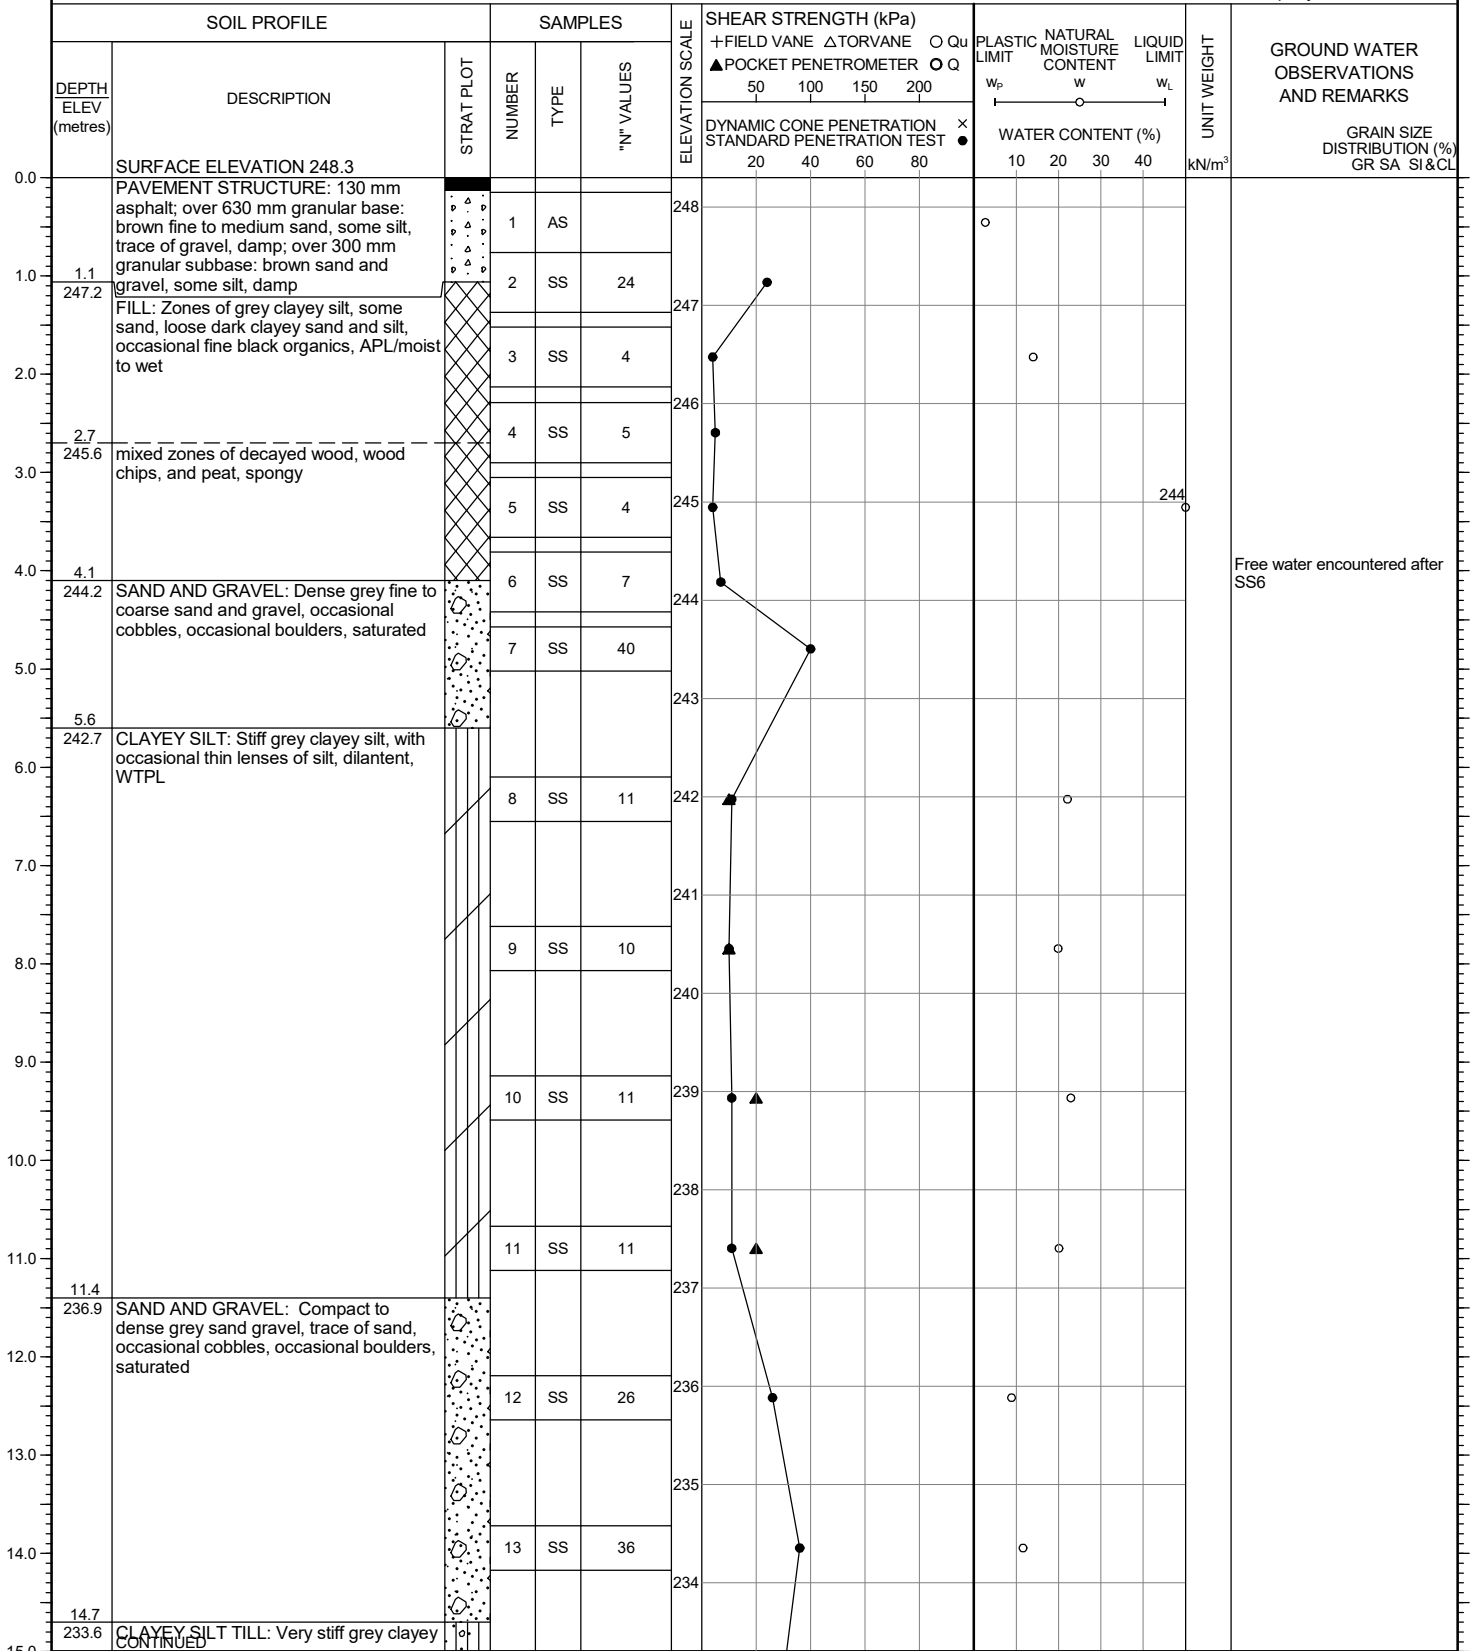 SOIL PROFILE
SAMPLES
DEPTH
ELEV
(metres)
DESCRIPTION
SURFACE ELEVATION 248.3
STRAT PLOT
NUMBER
TYPE
"N" VALUES
ELEVATION SCALE
SHEAR STRENGTH (kPa)
+FIELD VANE △TORVANE ○ Qu
▲POCKET PENETROMETER O Q
50 100 150 200
DYNAMIC CONE PENETRATION ×
STANDARD PENETRATION TEST ●
20 40 60 80
PLASTIC LIMIT
NATURAL MOISTURE CONTENT
LIQUID LIMIT
wP w wL
WATER CONTENT (%)
10 20 30 40
UNIT WEIGHT
kN/m³
GROUND WATER
OBSERVATIONS
AND REMARKS
GRAIN SIZE
DISTRIBUTION (%)
GR SA SI&CL
0.0
PAVEMENT STRUCTURE: 130 mm
asphalt; over 630 mm granular base:
brown fine to medium sand, some silt,
trace of gravel, damp; over 300 mm
granular subbase: brown sand and
gravel, some silt, damp
248
1 AS
1.0
1.1
247.2
2 SS 24
247
FILL: Zones of grey clayey silt, some
sand, loose dark clayey sand and silt,
occasional fine black organics, APL/moist
to wet
3 SS 4
2.0
246
2.7
245.6
4 SS 5
mixed zones of decayed wood, wood
chips, and peat, spongy
3.0
245
244
5 SS 4
4.0
4.1
244.2
6 SS 7
Free water encountered after
SS6
SAND AND GRAVEL: Dense grey fine to
coarse sand and gravel, occasional
cobbles, occasional boulders, saturated
244
7 SS 40
5.0
243
5.6
242.7
CLAYEY SILT: Stiff grey clayey silt, with
occasional thin lenses of silt, dilantent,
WTPL
6.0
242
8 SS 11
7.0
241
9 SS 10
8.0
240
9.0
239
10 SS 11
10.0
238
11 SS 11
11.0
237
11.4
236.9
SAND AND GRAVEL: Compact to
dense grey sand gravel, trace of sand,
occasional cobbles, occasional boulders,
saturated
12.0
236
12 SS 26
13.0
235
13 SS 36
14.0
234
14.7
233.6
CLAYEY SILT TILL: Very stiff grey clayey
CONTINUED
15.0